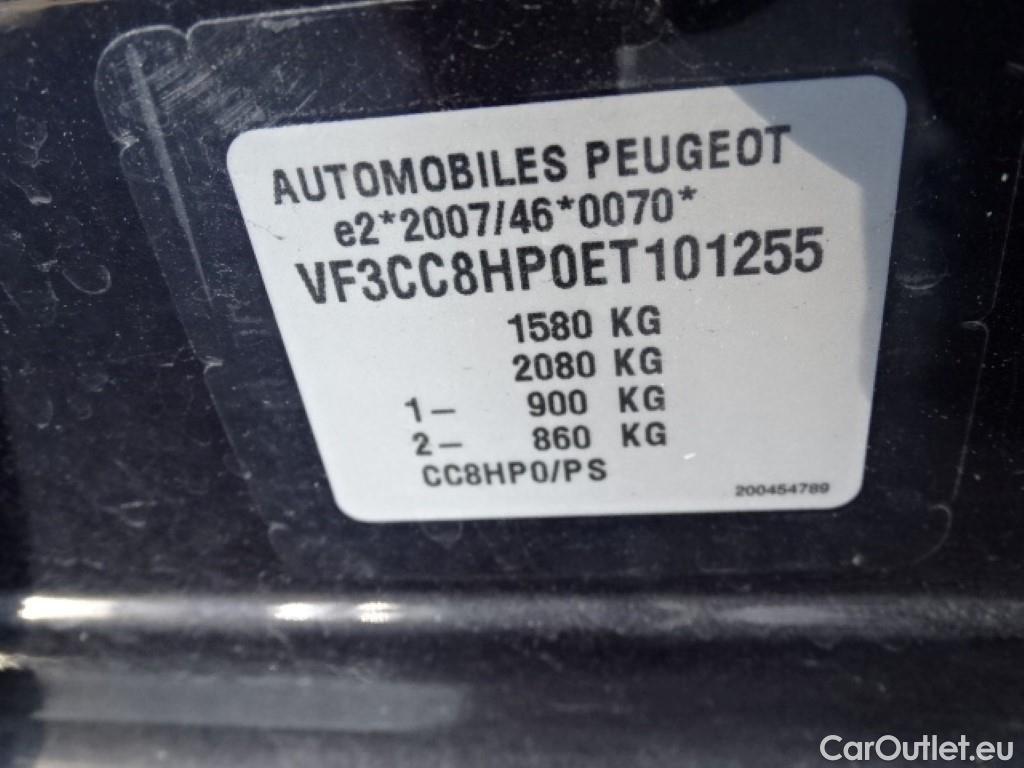 AUTOMOBILES PEUGEOT
e2*2007/46*0070*
VF3CC8HP0ET101255
1580 KG
2080 KG
1– 900 KG
2– 860 KG
CC8HP0/PS
200454789
CarOutlet.eu